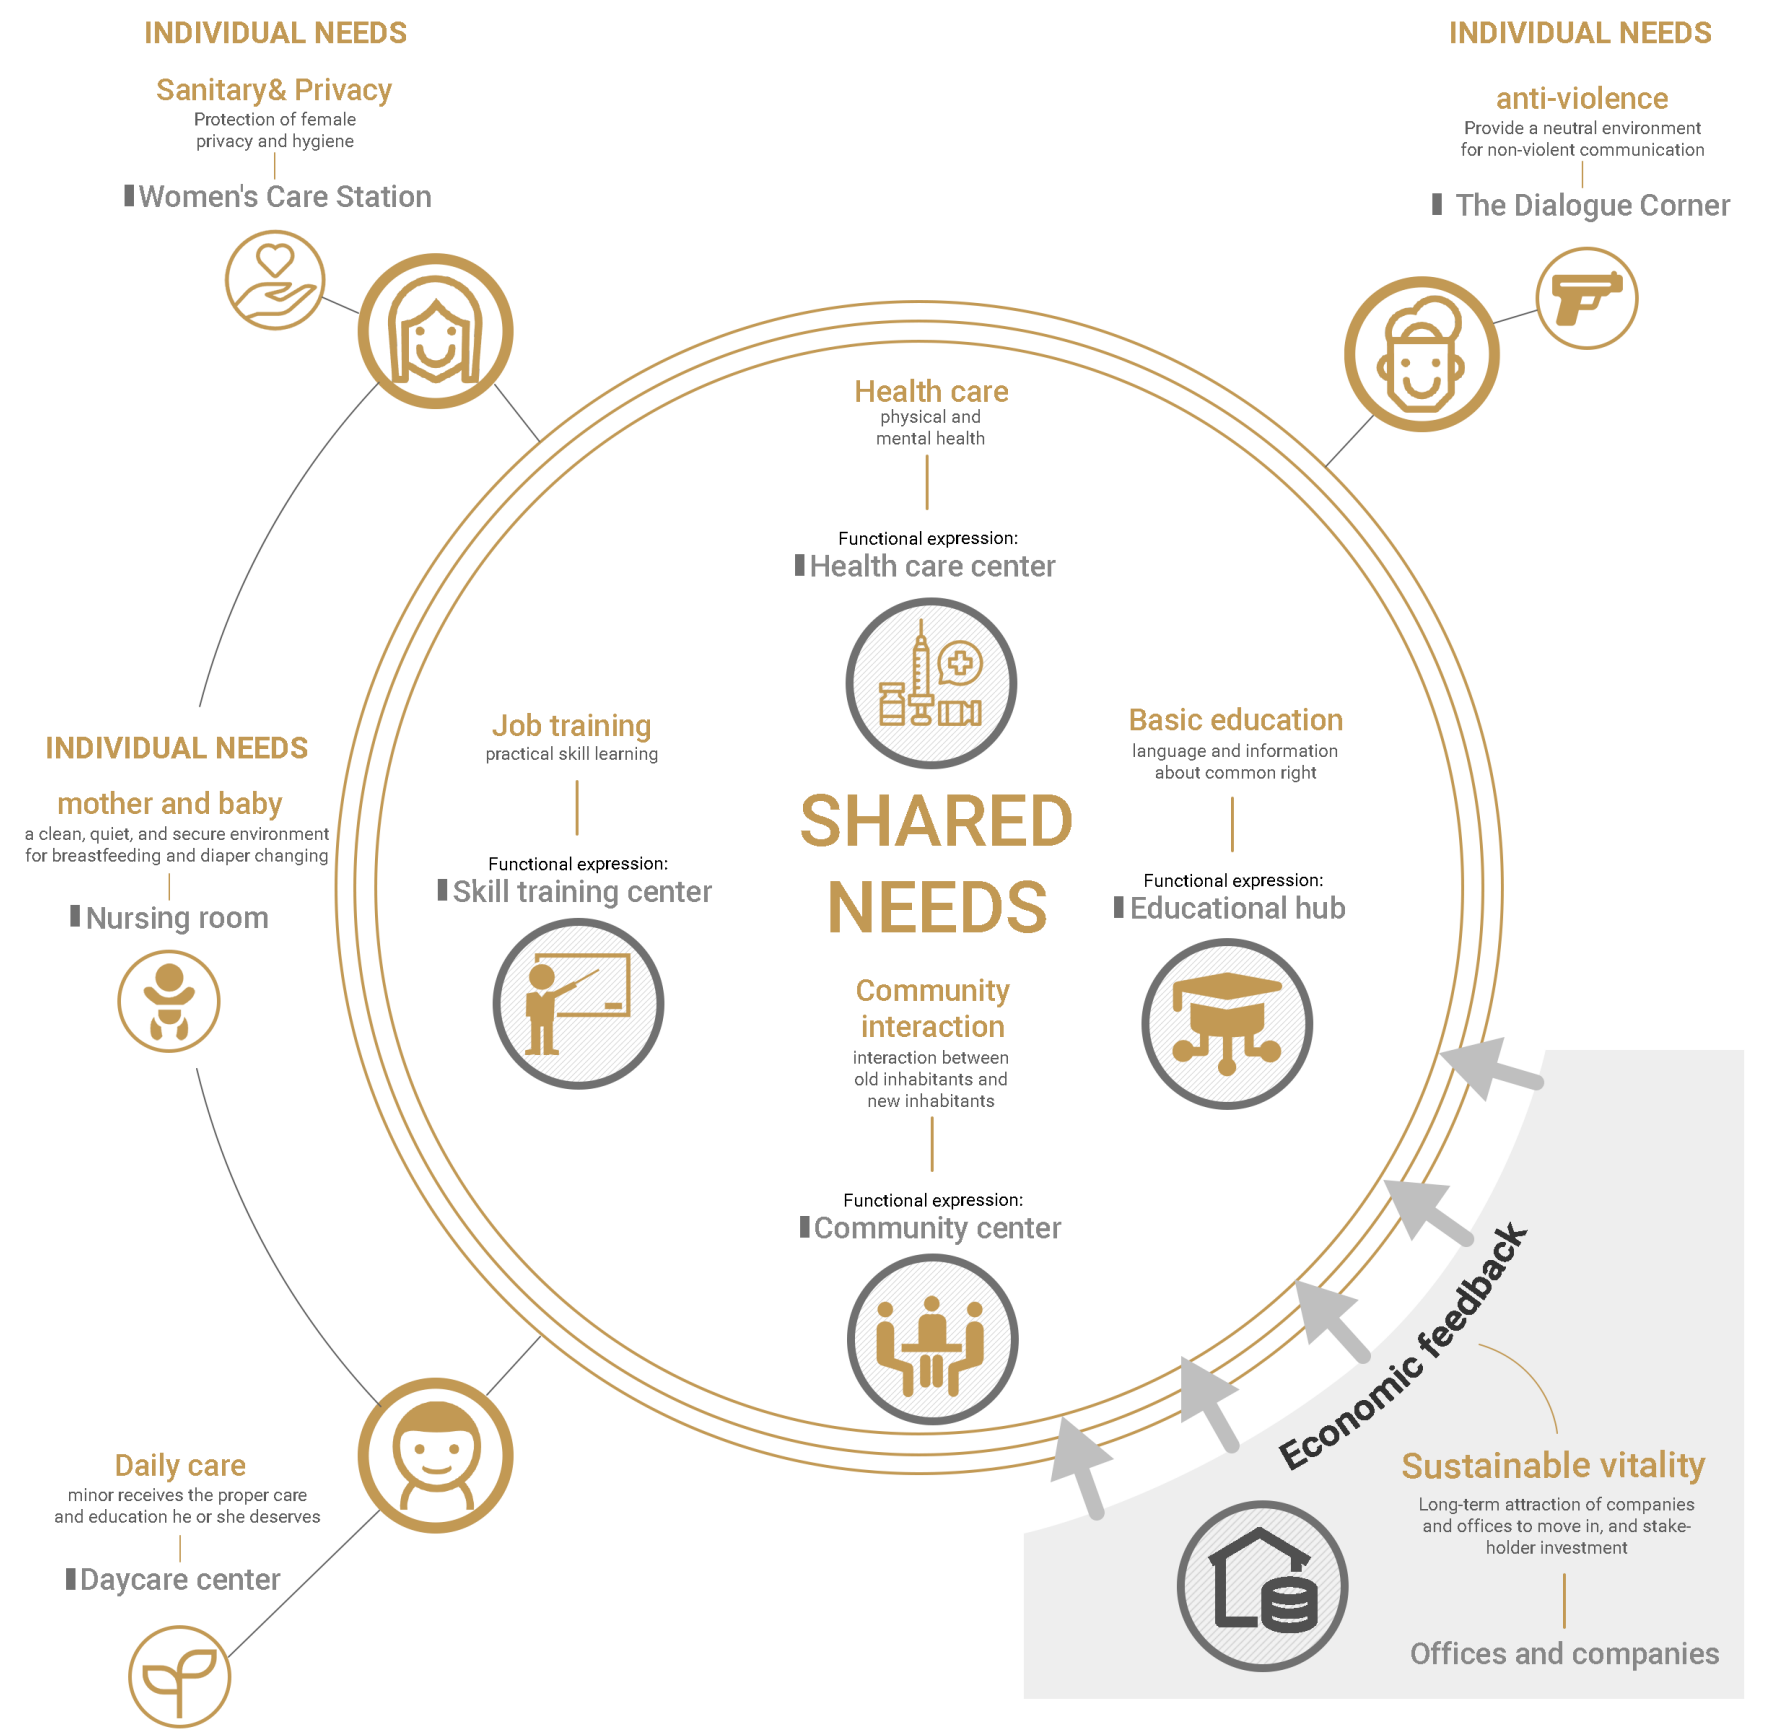 INDIVIDUAL NEEDS
Sanitary& Privacy
Protection of female
privacy and hygiene
Women's Care Station
INDIVIDUAL NEEDS
anti-violence
Provide a neutral environment
for non-violent communication
The Dialogue Corner
Health care
physical and
mental health
Functional expression:
Health care center
Job training
practical skill learning
Functional expression:
Skill training center
SHARED
NEEDS
Basic education
language and information
about common right
Functional expression:
Educational hub
INDIVIDUAL NEEDS
mother and baby
a clean, quiet, and secure environment
for breastfeeding and diaper changing
Nursing room
Community
interaction
interaction between
old inhabitants and
new inhabitants
Functional expression:
Community center
Daily care
minor receives the proper care
and education he or she deserves
Daycare center
Economic feedback
Sustainable vitality
Long-term attraction of companies
and offices to move in, and stake-
holder investment
Offices and companies